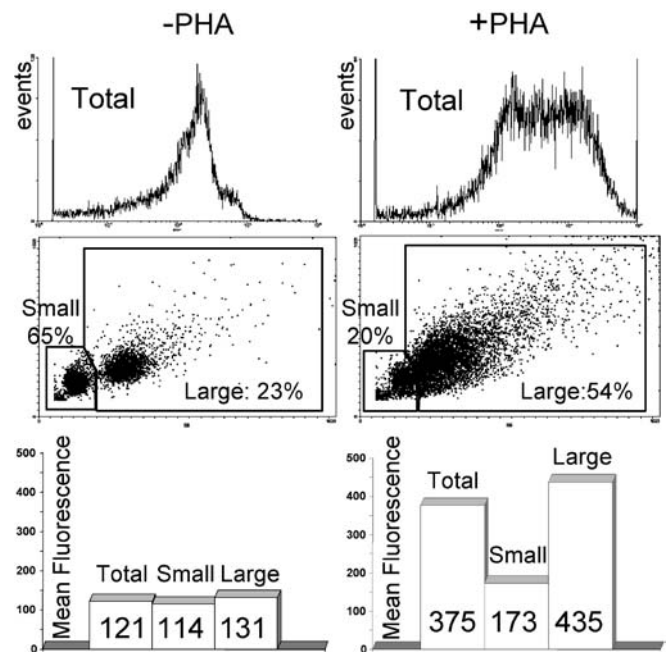 -PHA
+PHA
events
Total
events
Total
Small
65%
Large: 23%
Small
20%
Large:54%
Mean Fluorescence
500
400
300
200
100
0
Total Small Large
121 114 131
Mean Fluorescence
500
400
300
200
100
0
Total
Small
Large
375 173 435